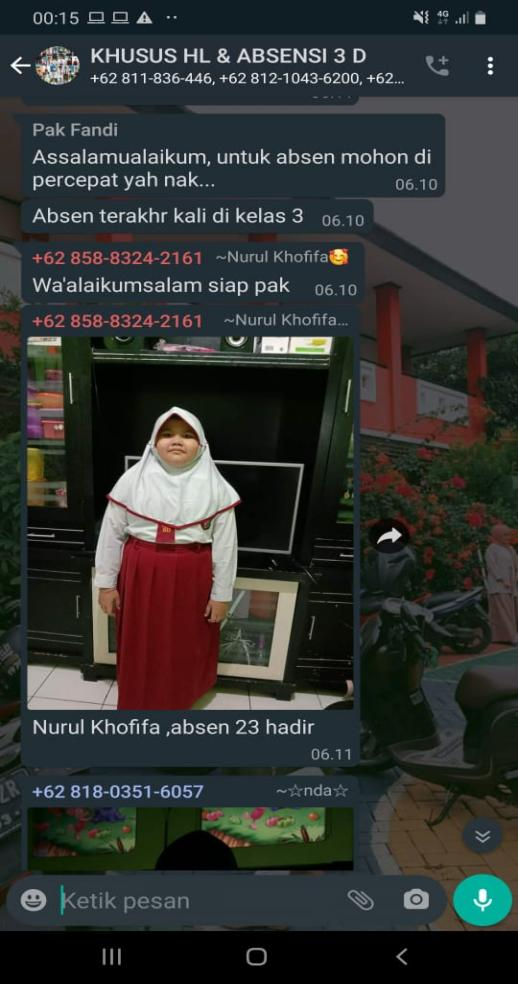 00:15
4G
KHUSUS HL & ABSENSI 3 D
+62 811-836-446, +62 812-1043-6200, +62...
Pak Fandi
Assalamualaikum, untuk absen mohon di
percepat yah nak...
06.10
Absen terakhr kali di kelas 3 06.10
+62 858-8324-2161 ~Nurul Khofifa🥰
Wa'alaikumsalam siap pak 06.10
+62 858-8324-2161 ~Nurul Khofifa...
SD
Nurul Khofifa ,absen 23 hadir
06.11
+62 818-0351-6057 ~☆nda☆
Ketik pesan